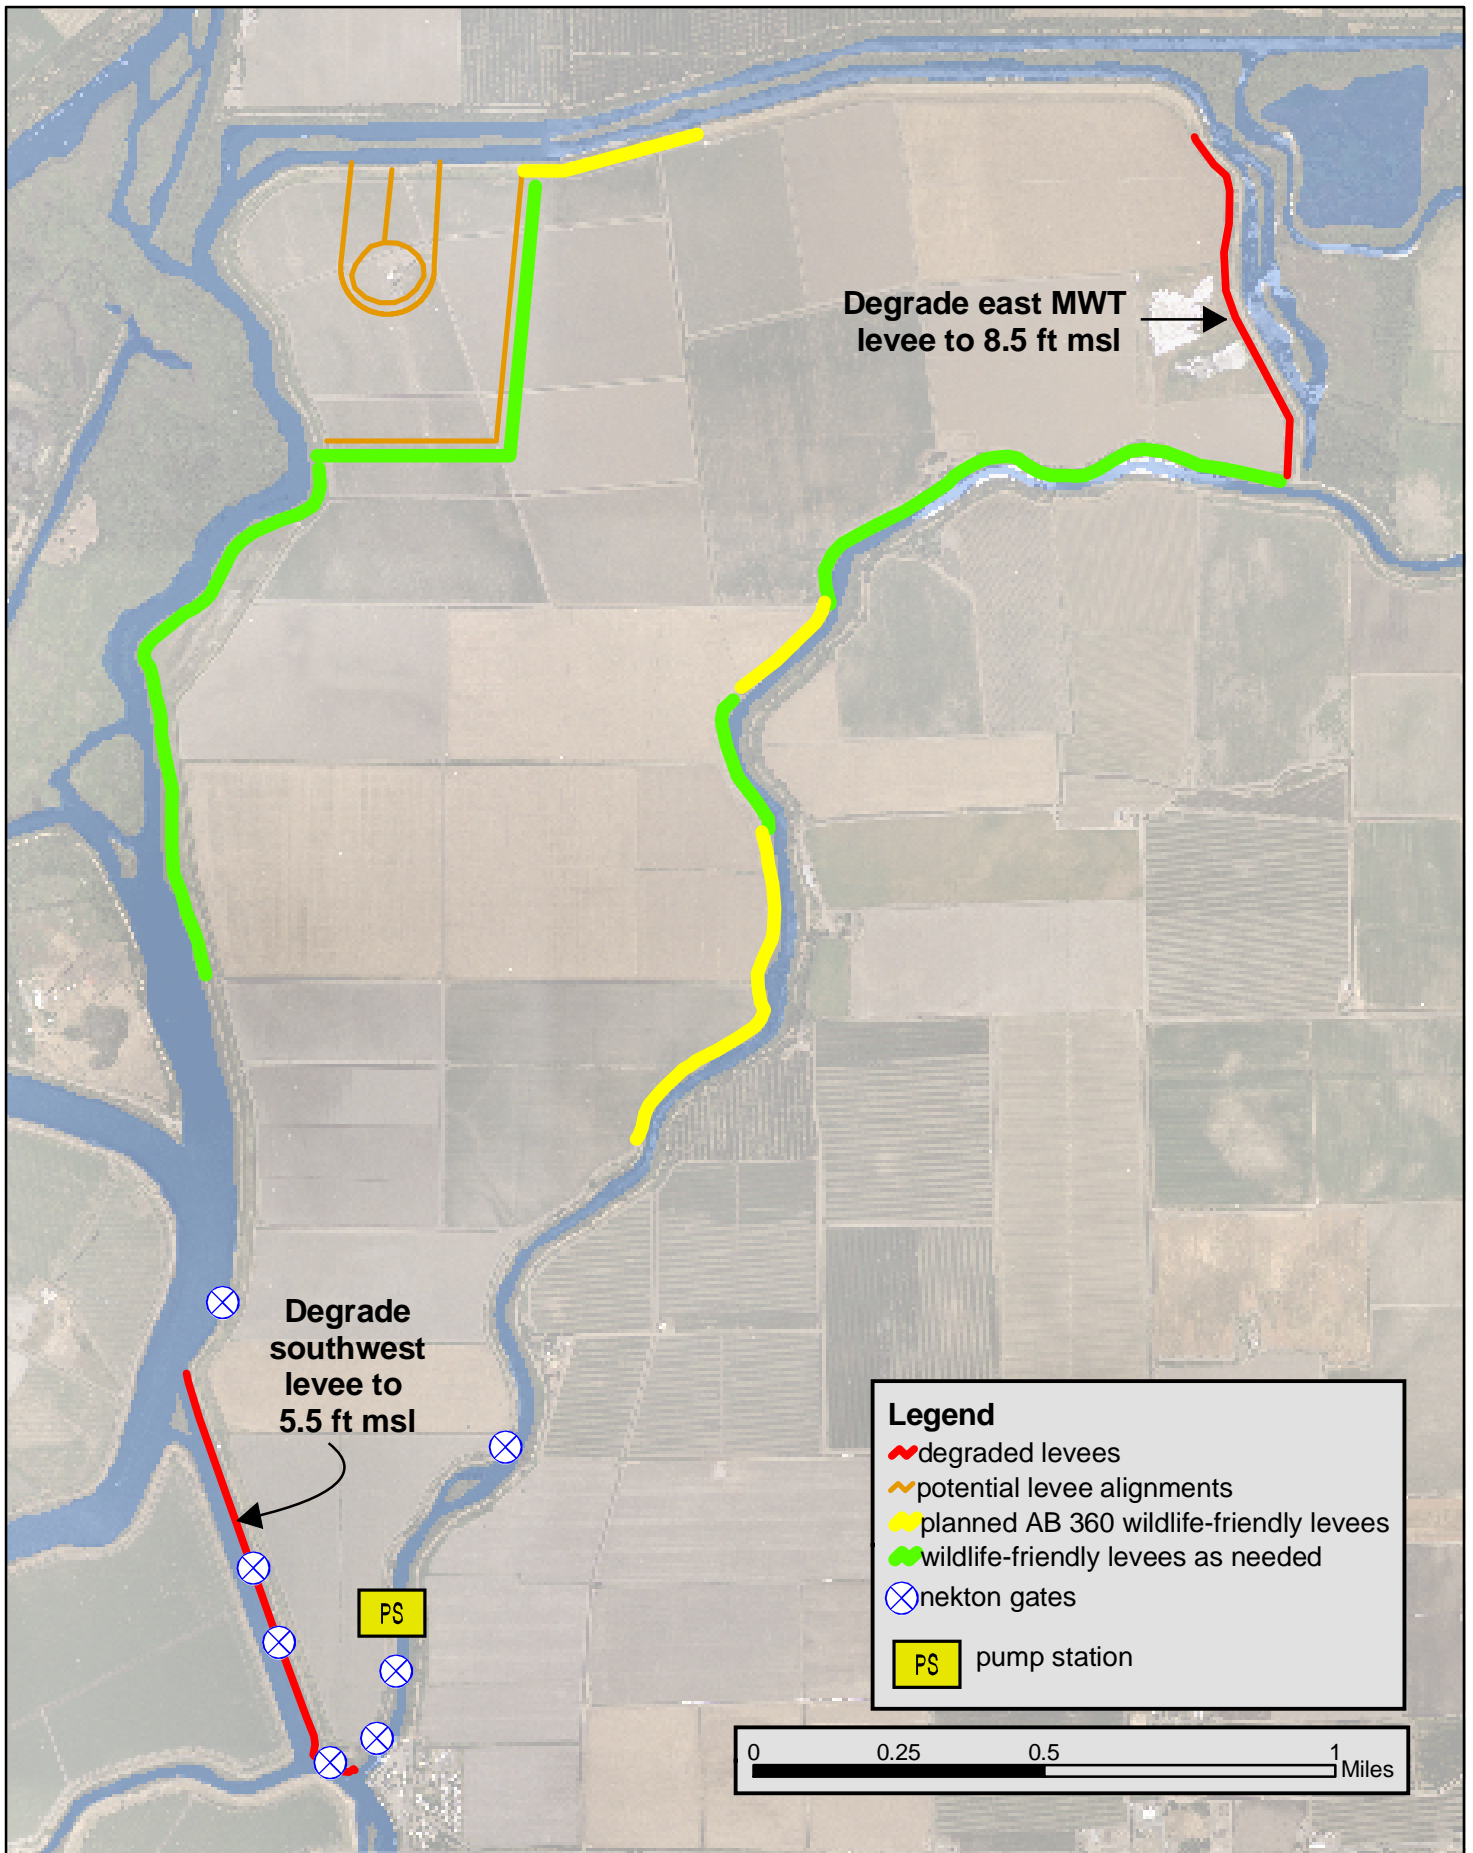 Degrade east MWT
levee to 8.5 ft msl
Degrade
southwest
levee to
5.5 ft msl
PS
Legend
degraded levees
potential levee alignments
planned AB 360 wildlife-friendly levees
wildlife-friendly levees as needed
nekton gates
PS pump station
0 0.25 0.5 1
Miles